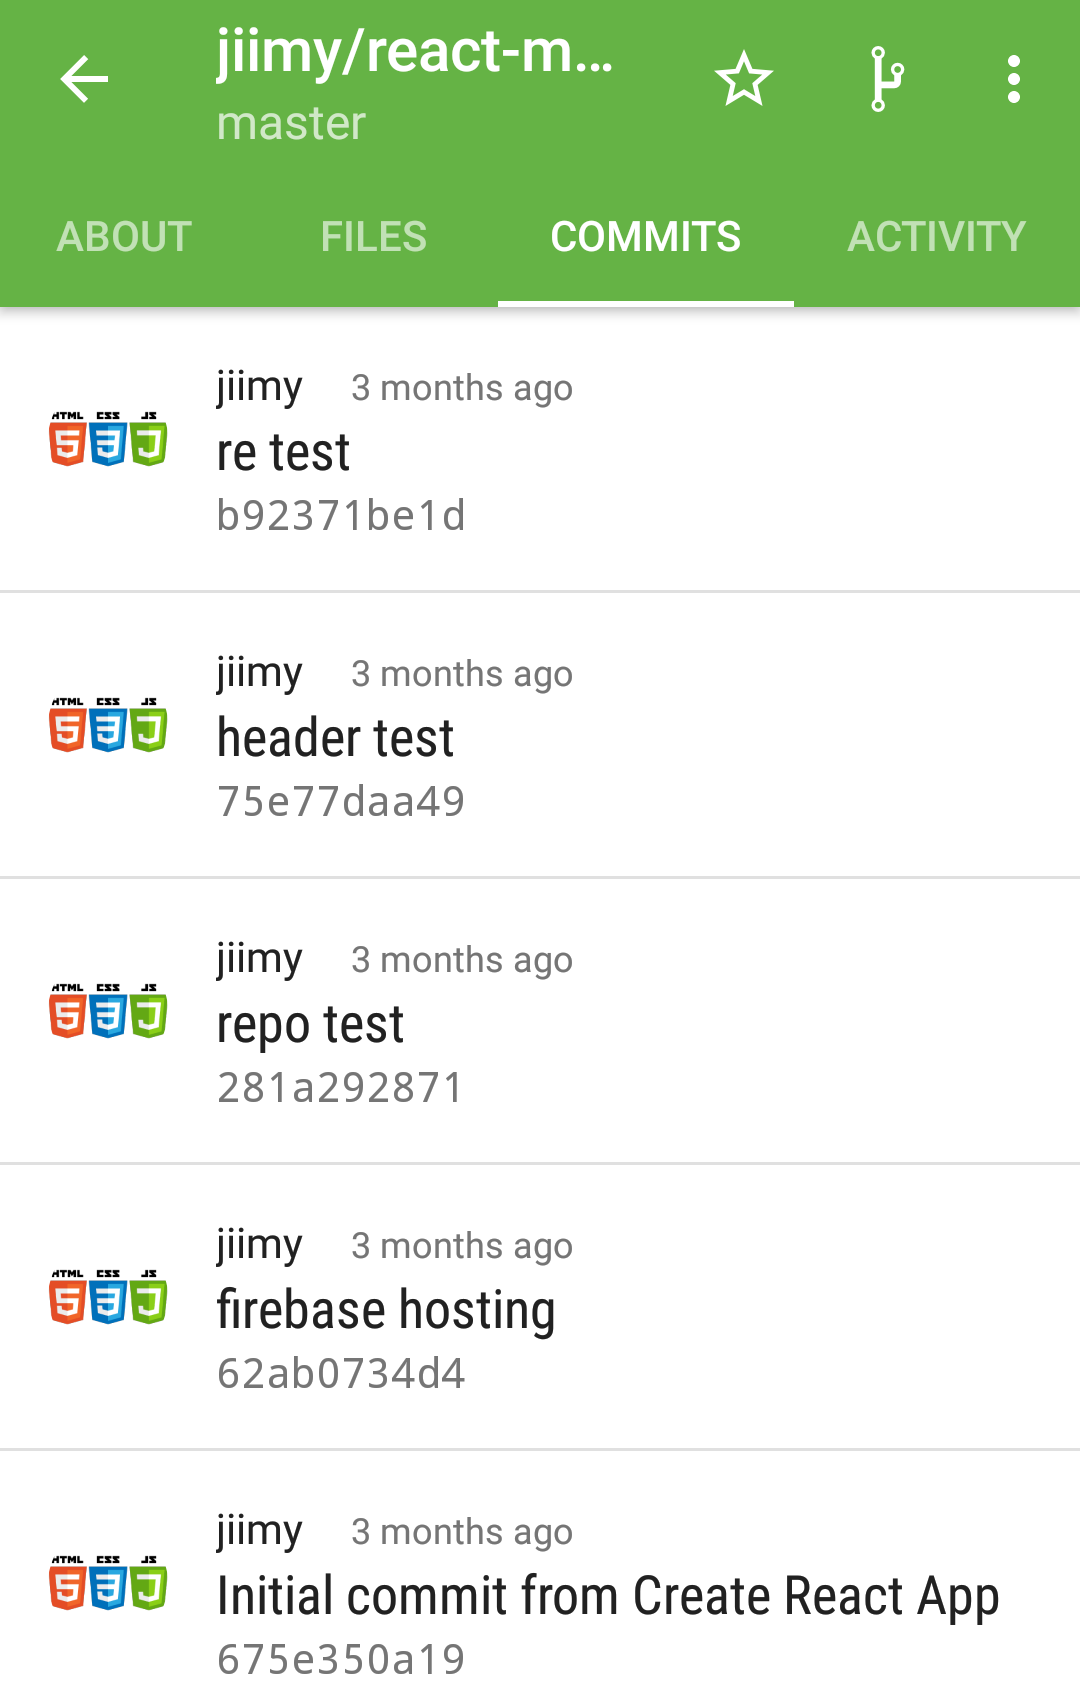 jiimy/react-m...
master
ABOUT FILES COMMITS ACTIVITY
jiimy 3 months ago
HTML CSS JS
5 3 J
re test
b92371be1d
jiimy 3 months ago
HTML CSS JS
5 3 J
header test
75e77daa49
jiimy 3 months ago
HTML CSS JS
5 3 J
repo test
281a292871
jiimy 3 months ago
HTML CSS JS
5 3 J
firebase hosting
62ab0734d4
jiimy 3 months ago
HTML CSS JS
5 3 J
Initial commit from Create React App
675e350a19